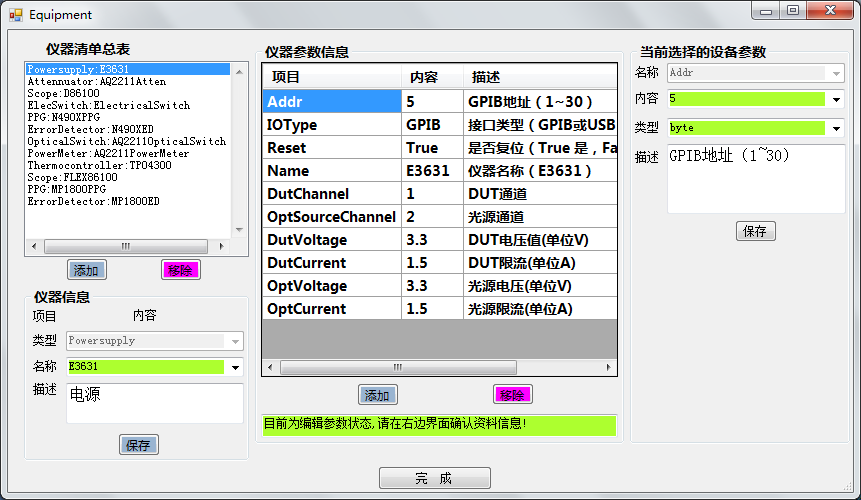 Equipment
仪器清单总表
Powersupply:E3631
Attennuator:AQ2211Atten
Scope:D86100
ElecSwitch:ElectricalSwitch
PPG:N490XPPG
ErrorDetector:N490XED
OpticalSwitch:AQ2211OpticalSwitch
PowerMeter:AQ2211PowerMeter
Thermocontroller:TPO4300
Scope:FLEX86100
PPG:MP1800PPG
ErrorDetector:MP1800ED
添加 移除
仪器信息
项目 内容
类型 Powersupply
名称 E3631
描述 电源
保存
仪器参数信息
项目 内容 描述
Addr 5 GPIB地址（1~30）
IOType GPIB 接口类型（GPIB或USB
Reset True 是否复位（True 是，Fa
Name E3631 仪器名称（E3631）
DutChannel 1 DUT通道
OptSourceChannel 2 光源通道
DutVoltage 3.3 DUT电压值(单位V)
DutCurrent 1.5 DUT限流(单位A)
OptVoltage 3.3 光源电压(单位V)
OptCurrent 1.5 光源限流(单位A)
添加 移除
目前为编辑参数状态,请在右边界面确认资料信息!
当前选择的设备参数
名称 Addr
内容 5
类型 byte
描述 GPIB地址（1~30）
保存
完 成